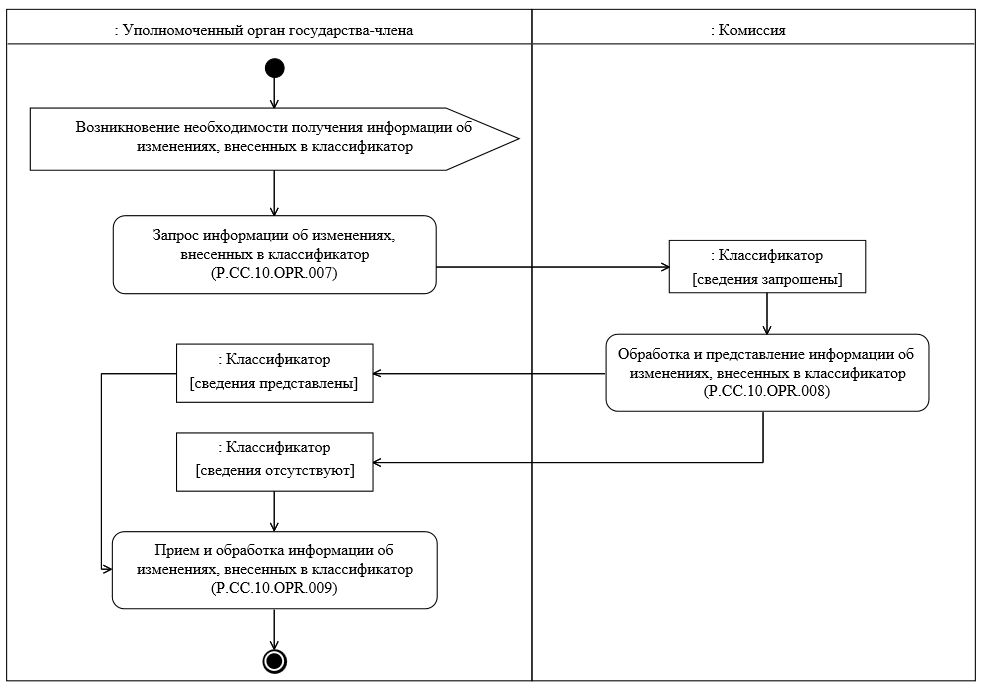 : Уполномоченный орган государства-члена
: Комиссия
Возникновение необходимости получения информации об
изменениях, внесенных в классификатор
Запрос информации об изменениях,
внесенных в классификатор
(P.CC.10.OPR.007)
: Классификатор
[сведения запрошены]
Обработка и представление информации об
изменениях, внесенных в классификатор
(P.CC.10.OPR.008)
: Классификатор
[сведения представлены]
: Классификатор
[сведения отсутствуют]
Прием и обработка информации об
изменениях, внесенных в классификатор
(P.CC.10.OPR.009)